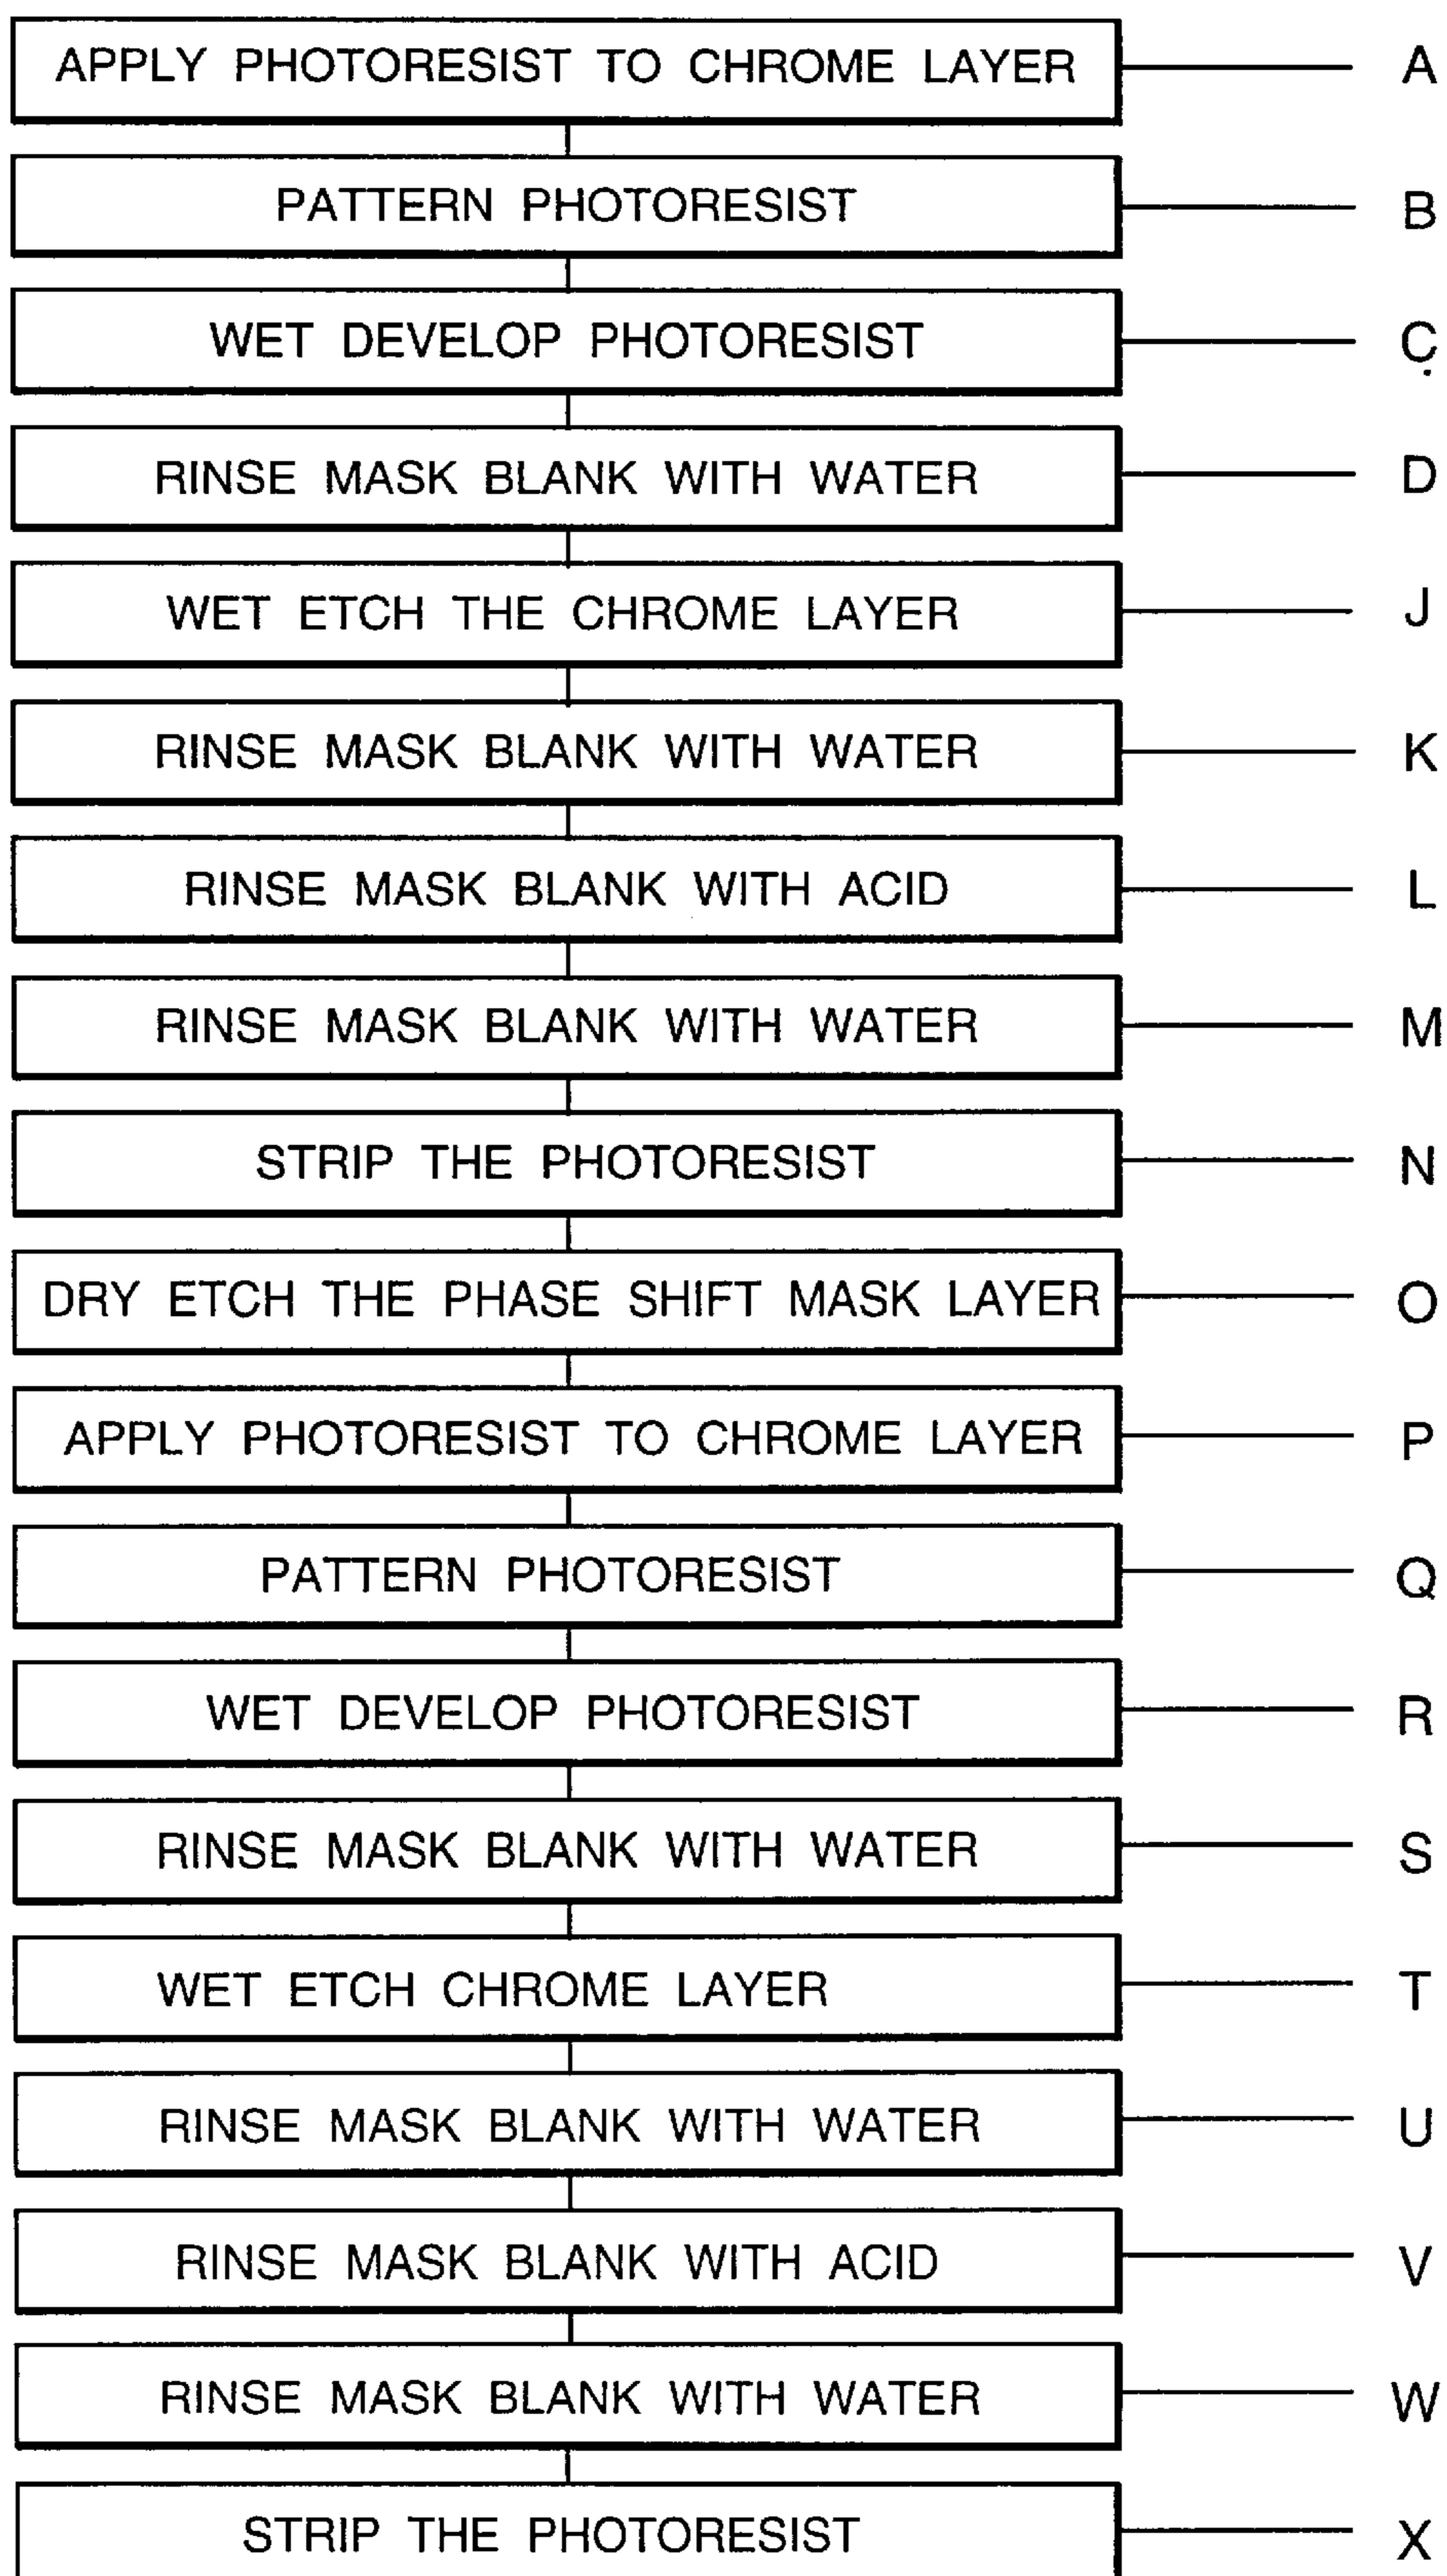 APPLY PHOTORESIST TO CHROME LAYER A
PATTERN PHOTORESIST B
WET DEVELOP PHOTORESIST C
RINSE MASK BLANK WITH WATER D
WET ETCH THE CHROME LAYER J
RINSE MASK BLANK WITH WATER K
RINSE MASK BLANK WITH ACID L
RINSE MASK BLANK WITH WATER M
STRIP THE PHOTORESIST N
DRY ETCH THE PHASE SHIFT MASK LAYER O
APPLY PHOTORESIST TO CHROME LAYER P
PATTERN PHOTORESIST Q
WET DEVELOP PHOTORESIST R
RINSE MASK BLANK WITH WATER S
WET ETCH CHROME LAYER T
RINSE MASK BLANK WITH WATER U
RINSE MASK BLANK WITH ACID V
RINSE MASK BLANK WITH WATER W
STRIP THE PHOTORESIST X